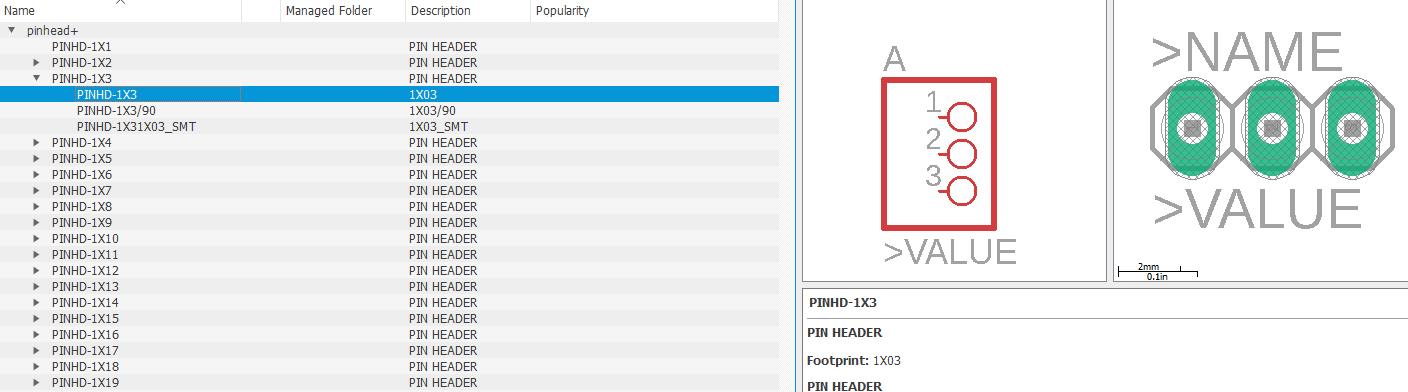 Name Managed Folder Description Popularity
pinhead+
PINHD-1X1 PIN HEADER
PINHD-1X2 PIN HEADER
PINHD-1X3 PIN HEADER
PINHD-1X3 1X03
PINHD-1X3/90 1X03/90
PINHD-1X31X03_SMT 1X03_SMT
PINHD-1X4 PIN HEADER
PINHD-1X5 PIN HEADER
PINHD-1X6 PIN HEADER
PINHD-1X7 PIN HEADER
PINHD-1X8 PIN HEADER
PINHD-1X9 PIN HEADER
PINHD-1X10 PIN HEADER
PINHD-1X11 PIN HEADER
PINHD-1X12 PIN HEADER
PINHD-1X13 PIN HEADER
PINHD-1X14 PIN HEADER
PINHD-1X15 PIN HEADER
PINHD-1X16 PIN HEADER
PINHD-1X17 PIN HEADER
PINHD-1X18 PIN HEADER
PINHD-1X19 PIN HEADER
A
1
2
3
>VALUE
>NAME
>VALUE
2mm
0.1in
PINHD-1X3
PIN HEADER
Footprint: 1X03
PIN HEADER